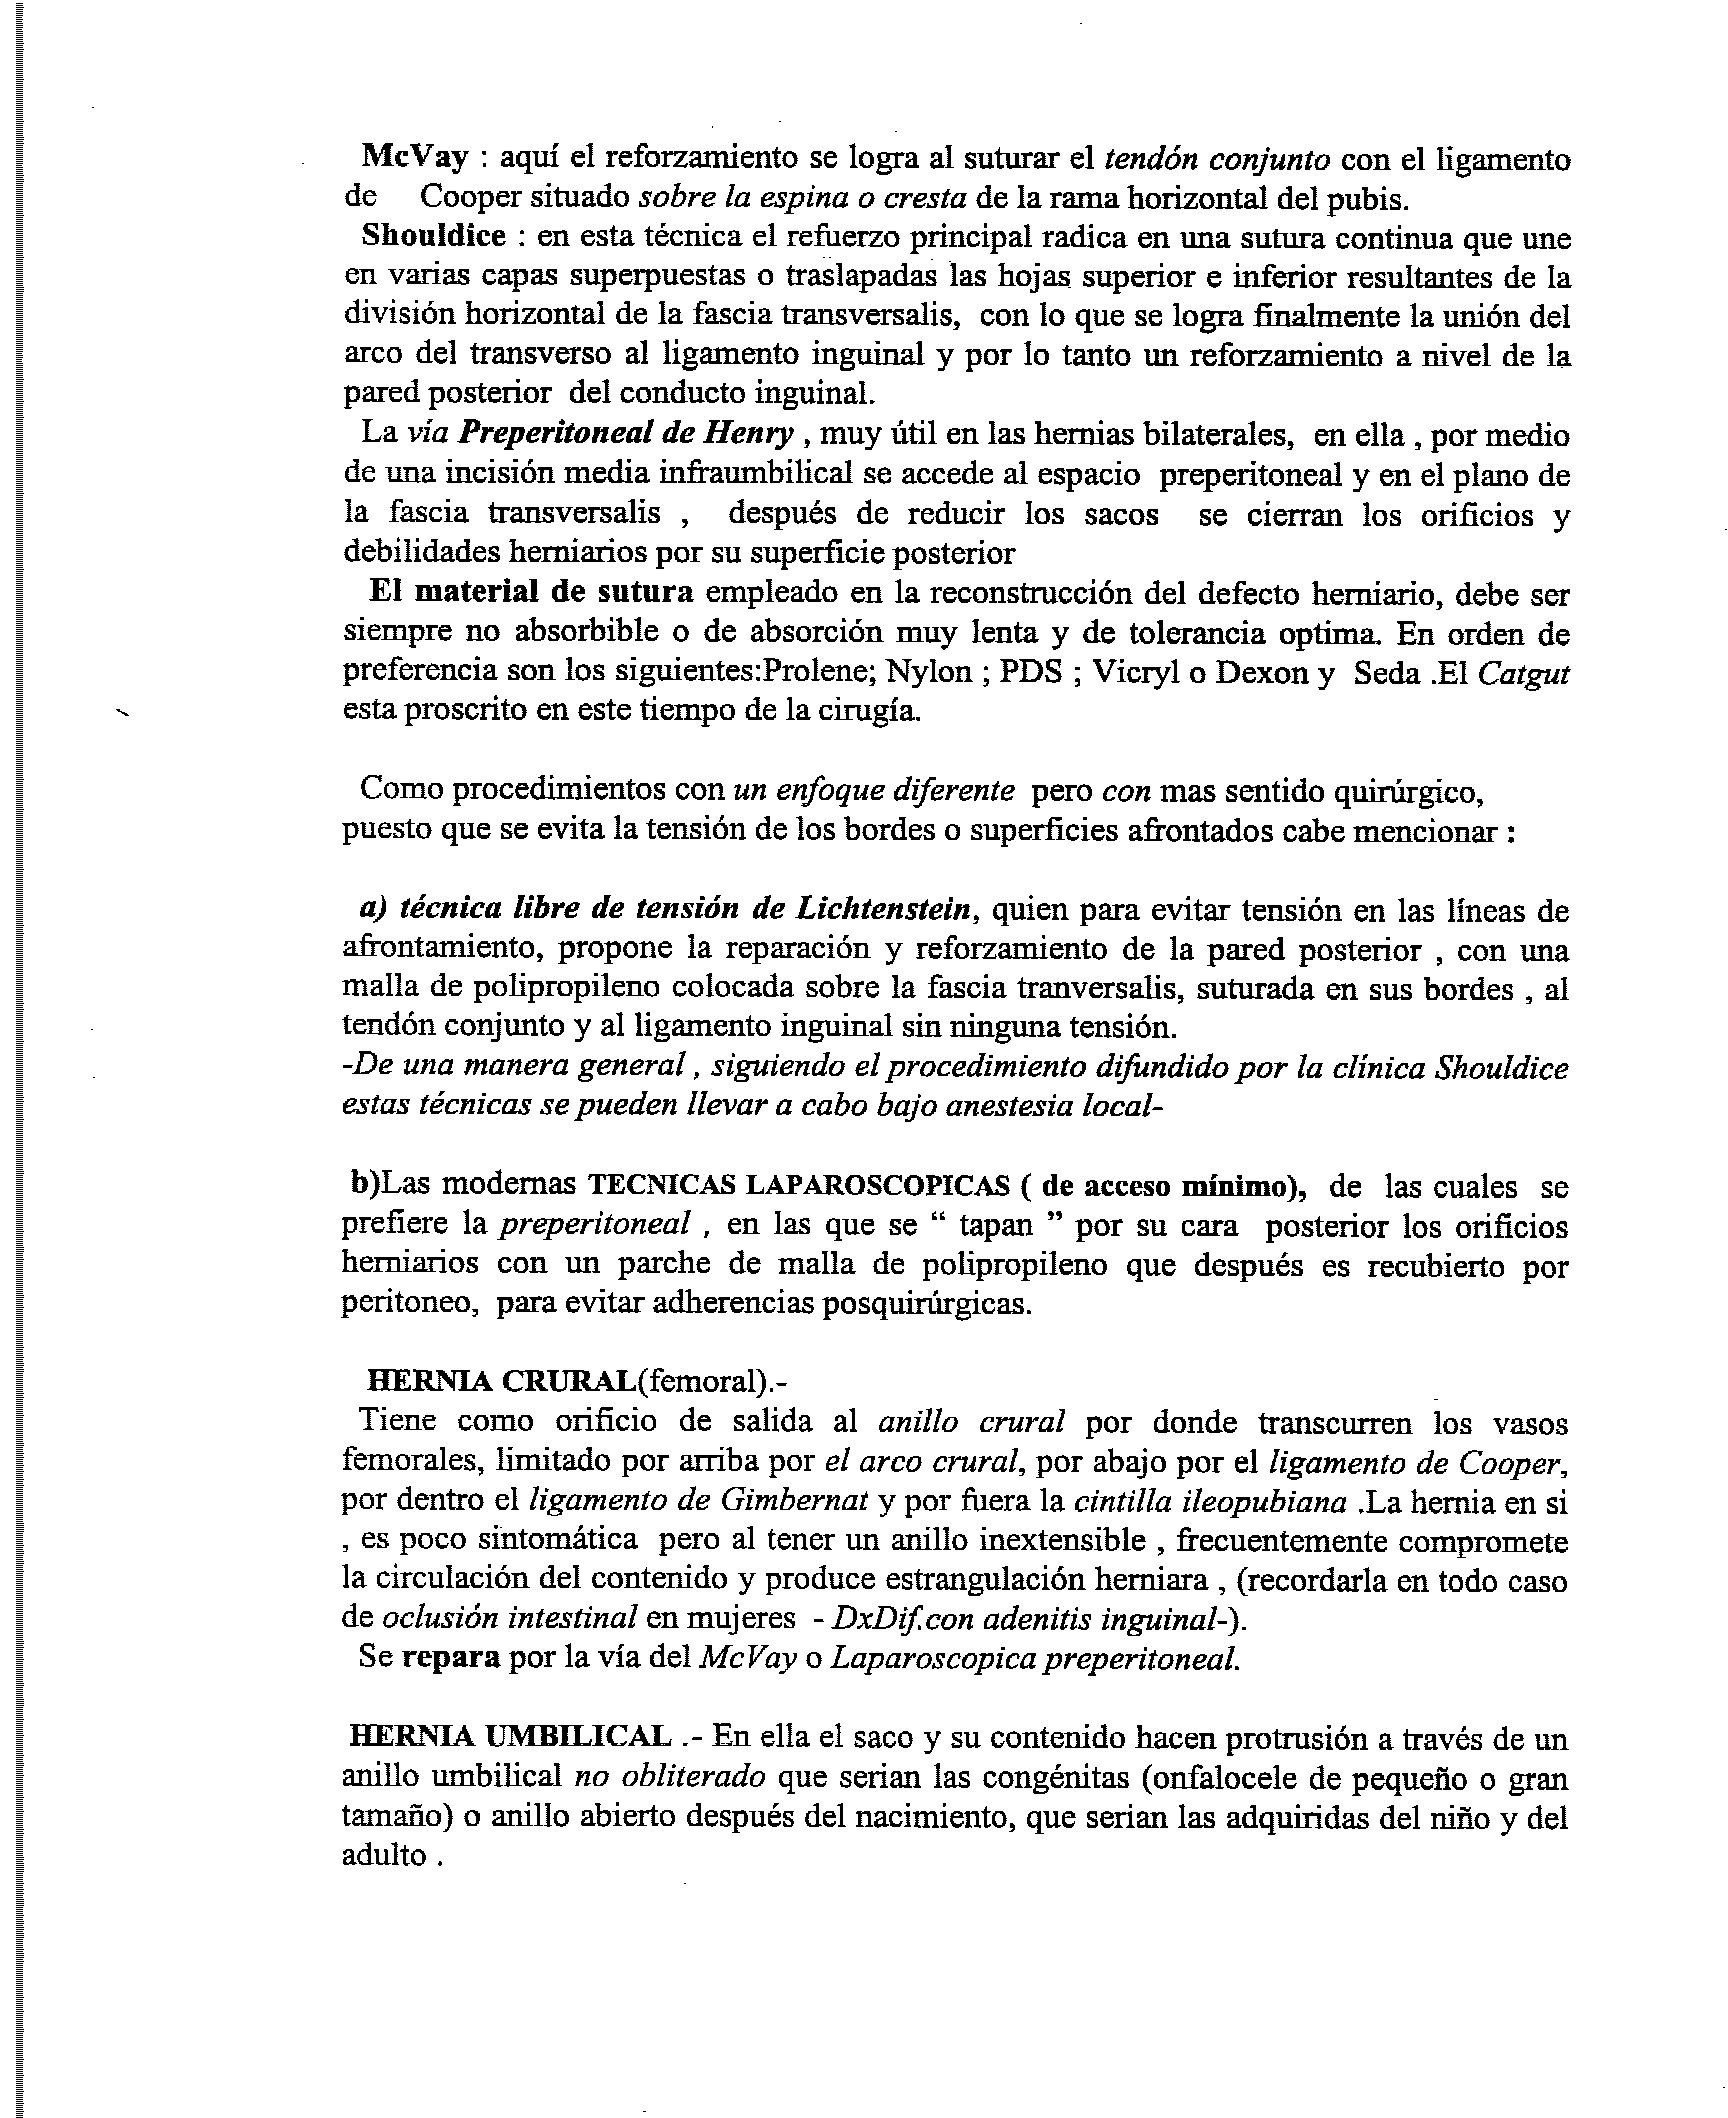 McVay : aquí el reforzamiento se logra al suturar el tendón conjunto con el ligamento
de Cooper situado sobre la espina o cresta de la rama horizontal del pubis.
Shouldice : en esta técnica el refuerzo principal radica en una sutura continua que une
en varias capas superpuestas o traslapadas las hojas superior e inferior resultantes de la
división horizontal de la fascia transversalis, con lo que se logra finalmente la unión del
arco del transverso al ligamento inguinal y por lo tanto un reforzamiento a nivel de la
pared posterior del conducto inguinal.
La vía Preperitoneal de Henry , muy útil en las hernias bilaterales, en ella , por medio
de una incisión media infraumbilical se accede al espacio preperitoneal y en el plano de
la fascia transversalis , después de reducir los sacos se cierran los orificios y
debilidades herniarios por su superficie posterior
El material de sutura empleado en la reconstrucción del defecto herniario, debe ser
siempre no absorbible o de absorción muy lenta y de tolerancia optima. En orden de
preferencia son los siguientes:Prolene; Nylon ; PDS ; Vicryl o Dexon y Seda .El Catgut
esta proscrito en este tiempo de la cirugía.
Como procedimientos con un enfoque diferente pero con mas sentido quirúrgico,
puesto que se evita la tensión de los bordes o superficies afrontados cabe mencionar :
a) técnica libre de tensión de Lichtenstein, quien para evitar tensión en las líneas de
afrontamiento, propone la reparación y reforzamiento de la pared posterior , con una
malla de polipropileno colocada sobre la fascia tranversalis, suturada en sus bordes , al
tendón conjunto y al ligamento inguinal sin ninguna tensión.
-De una manera general , siguiendo el procedimiento difundido por la clínica Shouldice
estas técnicas se pueden llevar a cabo bajo anestesia local-
b)Las modernas TECNICAS LAPAROSCOPICAS ( de acceso mínimo), de las cuales se
prefiere la preperitoneal , en las que se “ tapan ” por su cara posterior los orificios
herniarios con un parche de malla de polipropileno que después es recubierto por
peritoneo, para evitar adherencias posquirúrgicas.
HERNIA CRURAL(femoral).-
Tiene como orificio de salida al anillo crural por donde transcurren los vasos
femorales, limitado por arriba por el arco crural, por abajo por el ligamento de Cooper,
por dentro el ligamento de Gimbernat y por fuera la cintilla ileopubiana .La hernia en si
, es poco sintomática pero al tener un anillo inextensible , frecuentemente compromete
la circulación del contenido y produce estrangulación herniara , (recordarla en todo caso
de oclusión intestinal en mujeres - DxDif.con adenitis inguinal-).
Se repara por la vía del McVay o Laparoscopica preperitoneal.
HERNIA UMBILICAL .- En ella el saco y su contenido hacen protrusión a través de un
anillo umbilical no obliterado que serian las congénitas (onfalocele de pequeño o gran
tamaño) o anillo abierto después del nacimiento, que serian las adquiridas del niño y del
adulto .